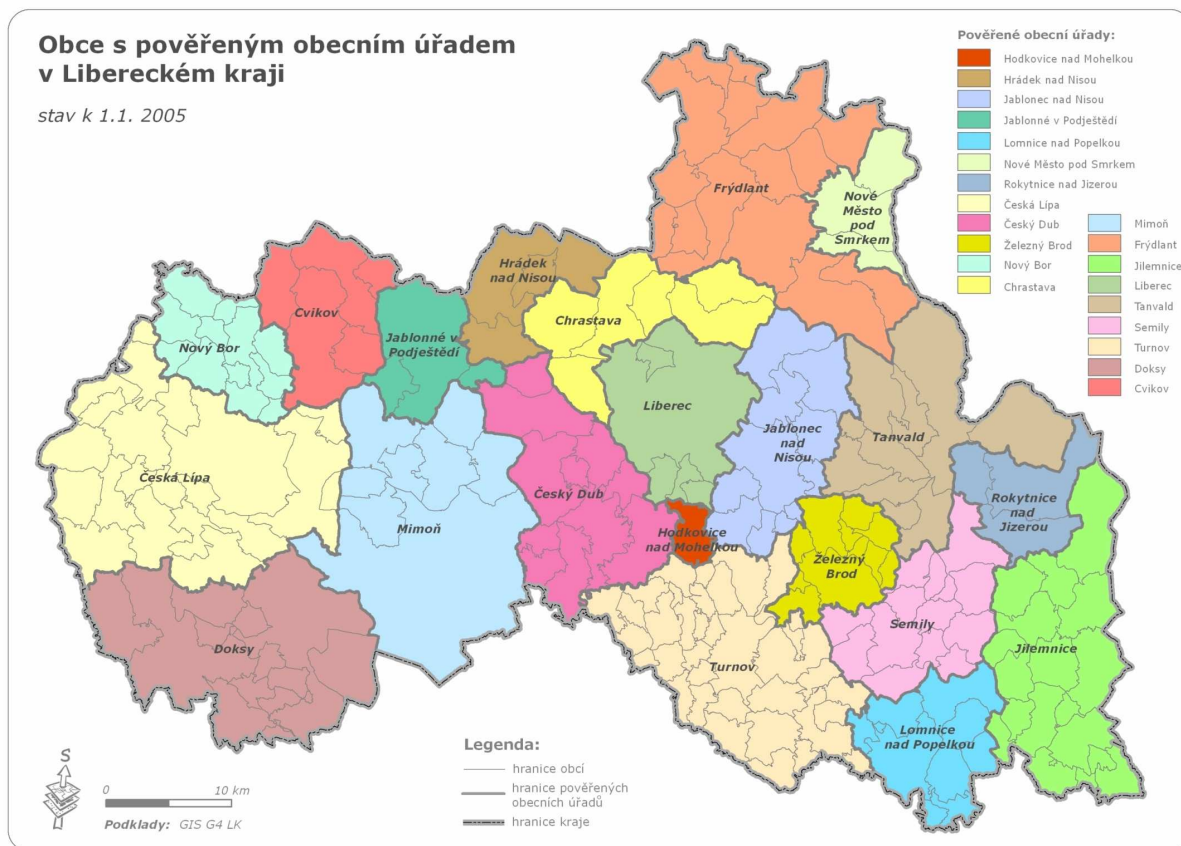 Obce s pověřeným obecním úřadem
v Libereckém kraji
stav k 1.1. 2005
Pověřené obecní úřady:
Hodkovice nad Mohelkou
Hrádek nad Nisou
Jablonec nad Nisou
Jablonné v Podještědí
Lomnice nad Popelkou
Nové Město pod Smrkem
Rokytnice nad Jizerou
Česká Lípa
Český Dub
Železný Brod
Nový Bor
Chrastava
Mimoň
Frýdlant
Jilemnice
Liberec
Tanvald
Semily
Turnov
Doksy
Cvikov
Frýdlant
Nové
Město
pod
Smrkem
Hrádek
nad Nisou
Chrastava
Cvikov
Jablonné v
Podještědí
Nový Bor
Liberec
Jablonec
nad
Nisou
Tanvald
Česká Lípa
Český Dub
Mimoň
Rokytnice
nad
Jizerou
Hodkovice
nad Mohelkou
Železný
Brod
Semily
Jilemnice
Doksy
Turnov
Lomnice
nad Popelkou
Legenda:
hranice obcí
hranice pověřených
obecních úřadů
hranice kraje
S
0 10 km
Podklady: GIS G4 LK